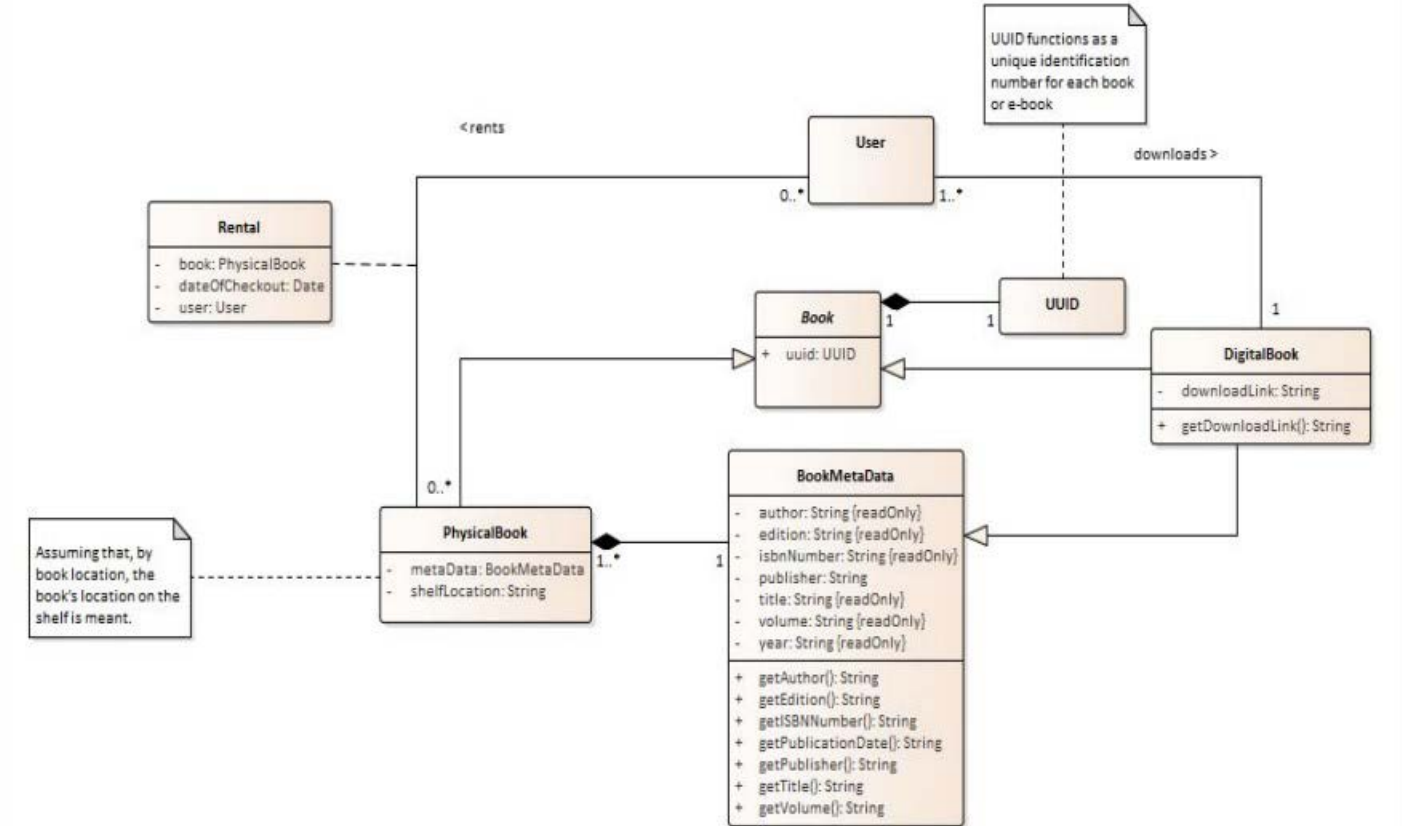 UUID functions as a
unique identification
number for each book
or e-book
< rents
User
downloads >
0..*
1..*
Rental
- book: PhysicalBook
- dateOfCheckout: Date
- user: User
Book
+ uuid: UUID
1
1
UUID
1
DigitalBook
- downloadLink: String
+ getDownloadLink(): String
0..*
PhysicalBook
- metaData: BookMetaData
- shelfLocation: String
1..*
1
Assuming that, by
book location, the
book's location on the
shelf is meant.
BookMetaData
- author: String {readOnly}
- edition: String {readOnly}
- isbnNumber: String {readOnly}
- publisher: String
- title: String {readOnly}
- volume: String {readOnly}
- year: String {readOnly}
+ getAuthor(): String
+ getEdition(): String
+ getISBNNumber(): String
+ getPublicationDate(): String
+ getPublisher(): String
+ getTitle(): String
+ getVolume(): String